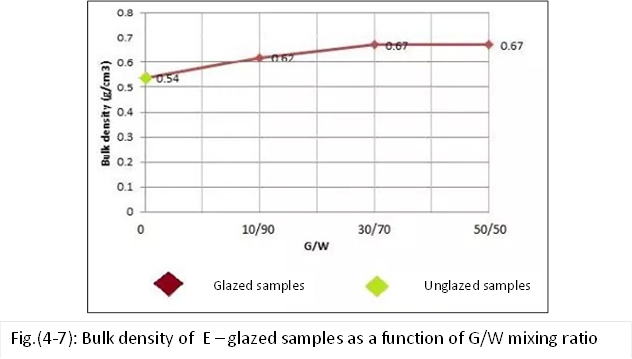 0.8
0.7
0.6
0.5
0.4
0.3
0.2
0.1
0
Bulk density (g/cm3)
0.54
0.62
0.67
0.67
0 10/90 30/70 50/50
G/W
Glazed samples Unglazed samples
Fig.(4-7): Bulk density of E – glazed samples as a function of G/W mixing ratio